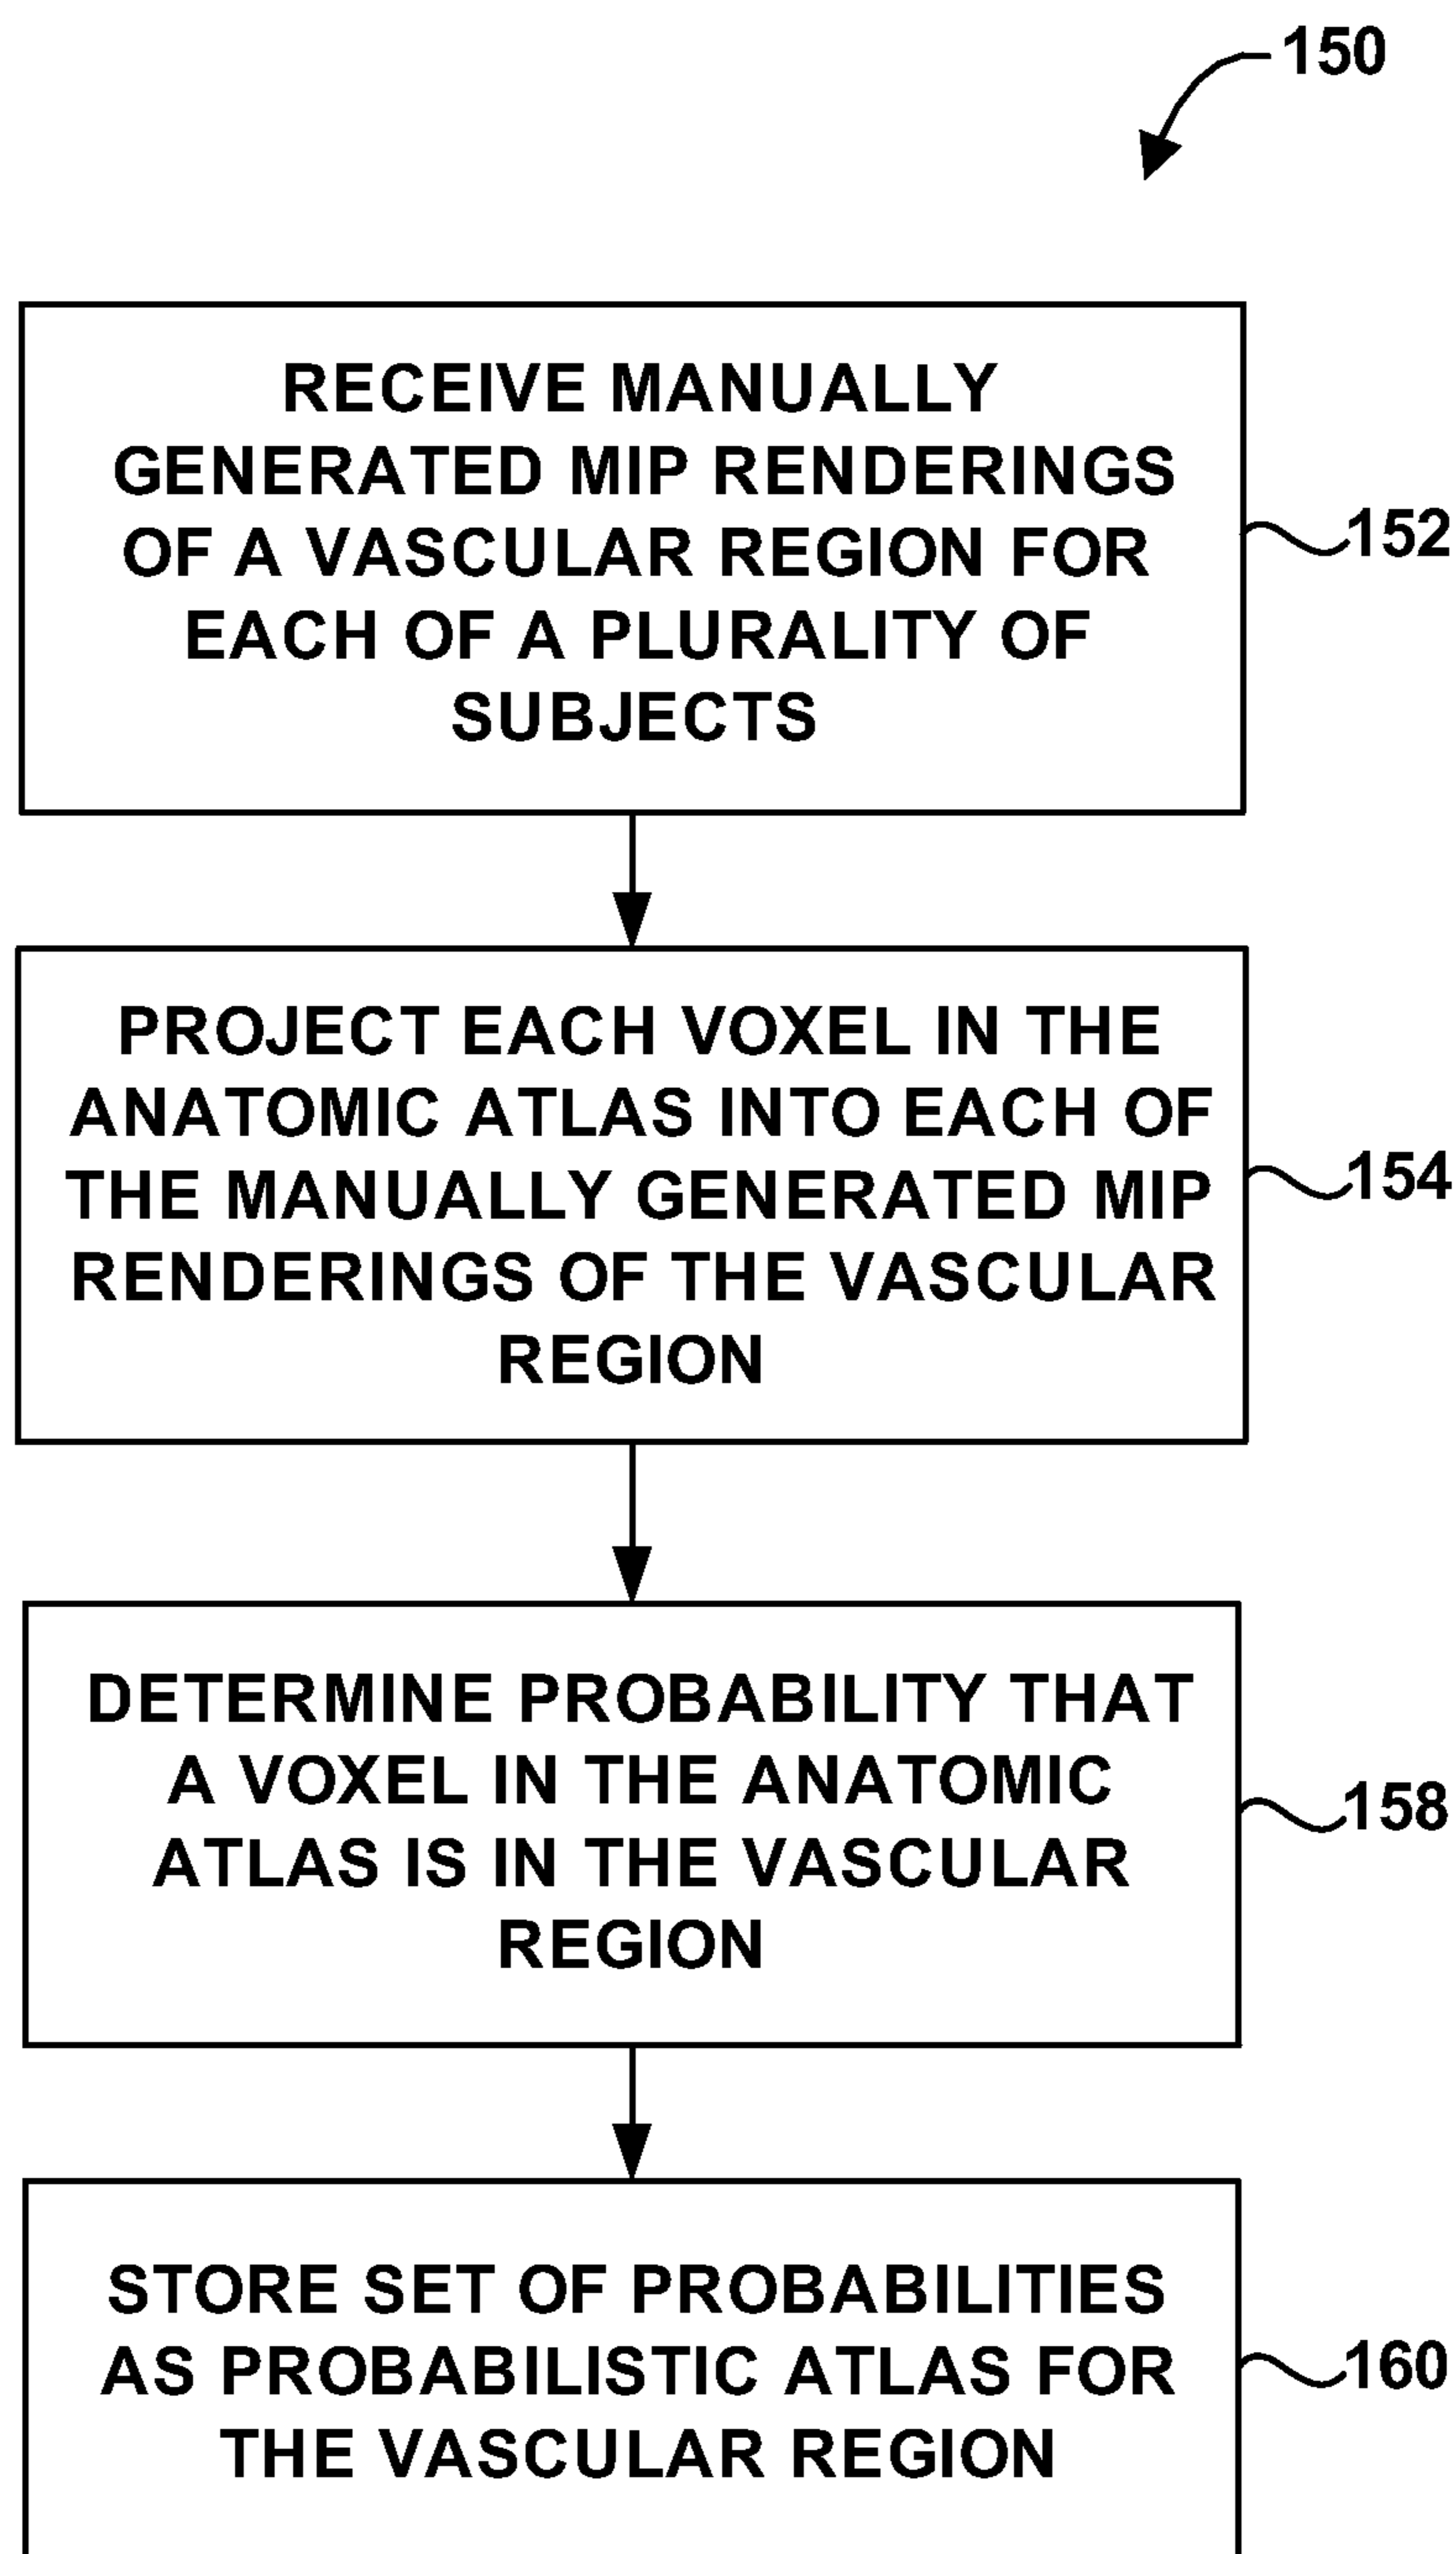 150
RECEIVE MANUALLY
GENERATED MIP RENDERINGS
OF A VASCULAR REGION FOR
EACH OF A PLURALITY OF
SUBJECTS
152
PROJECT EACH VOXEL IN THE
ANATOMIC ATLAS INTO EACH OF
THE MANUALLY GENERATED MIP
RENDERINGS OF THE VASCULAR
REGION
154
DETERMINE PROBABILITY THAT
A VOXEL IN THE ANATOMIC
ATLAS IS IN THE VASCULAR
REGION
158
STORE SET OF PROBABILITIES
AS PROBABILISTIC ATLAS FOR
THE VASCULAR REGION
160